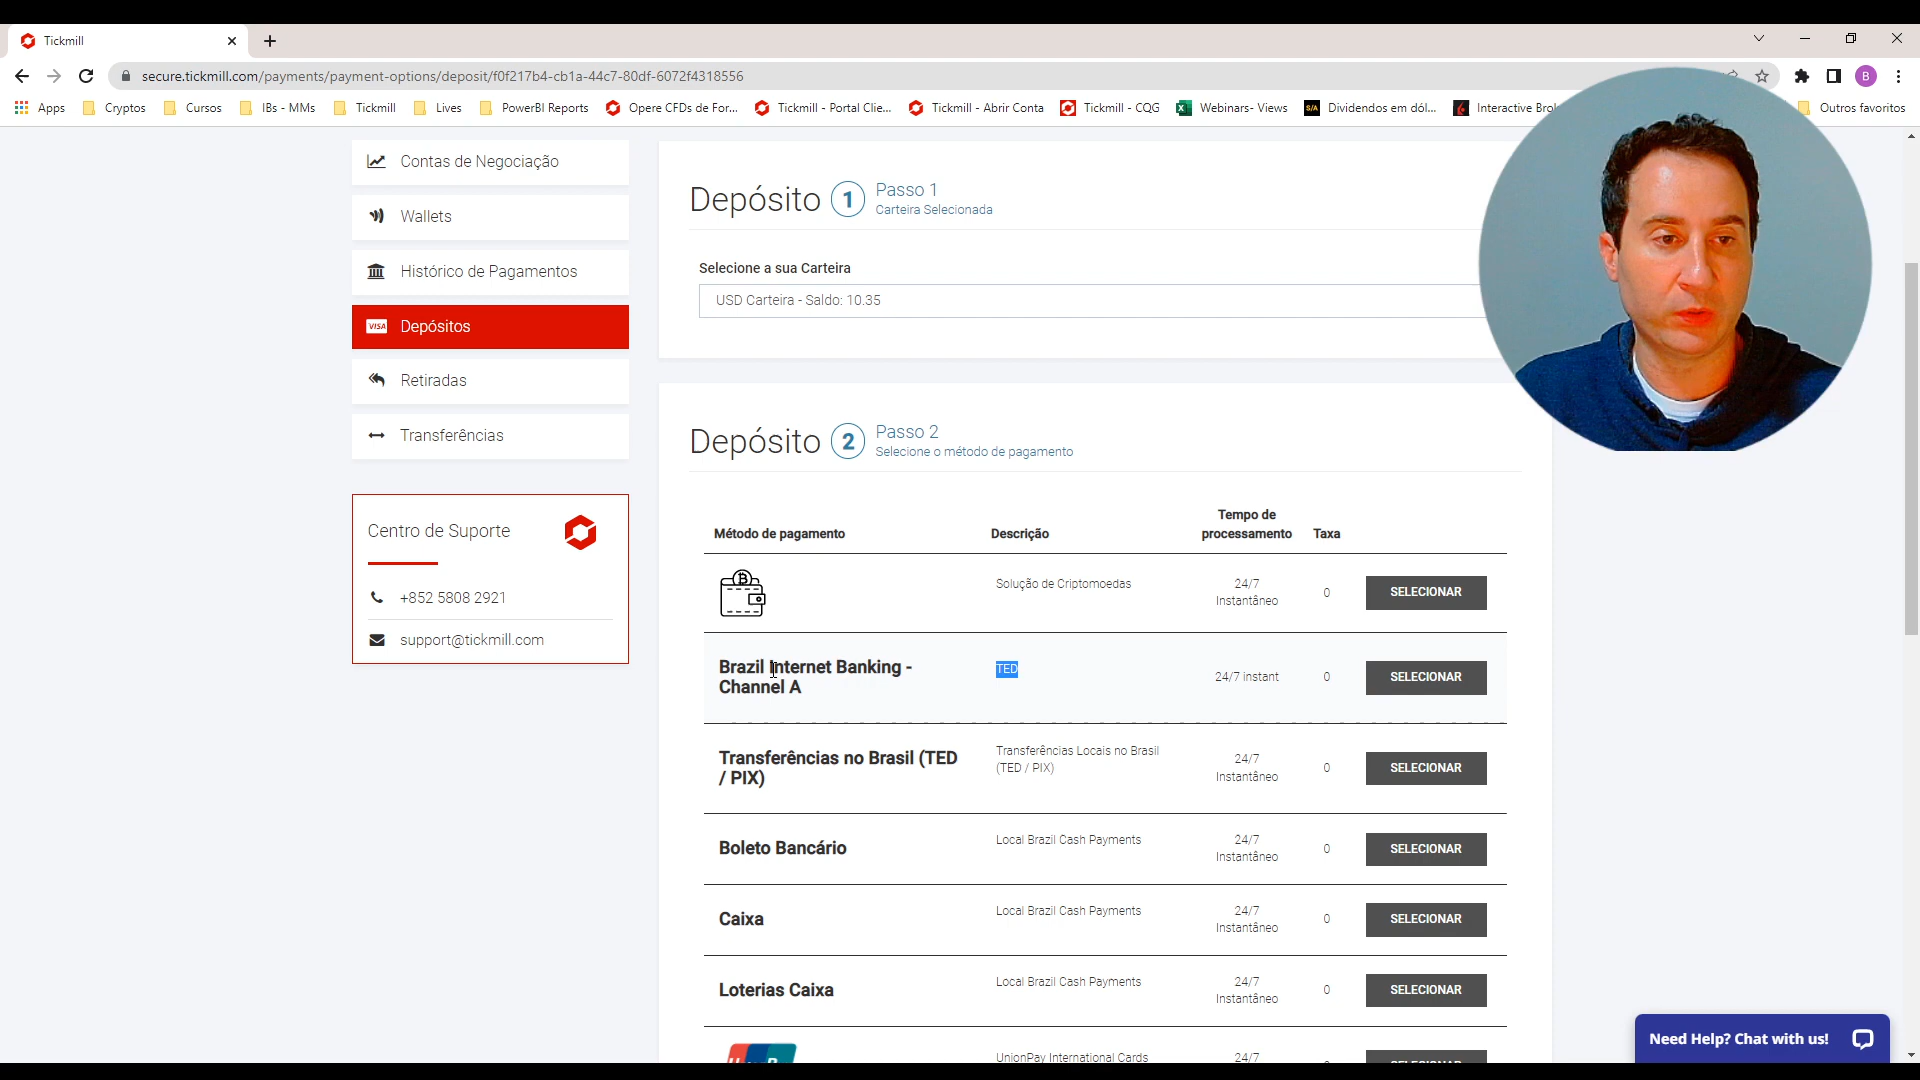 Tickmill
secure.tickmill.com/payments/payment-options/deposit/f0f217b4-cb1a-44c7-80df-6072f4318556
B
Apps
Cryptos
Cursos
IBs - MMs
Tickmill
Lives
PowerBI Reports
Opere CFDs de For...
Tickmill - Portal Clie...
Tickmill - Abrir Conta
Tickmill - CQG
Webinars- Views
S/A
Dividendos em dól...
Interactive
Outros favoritos
Contas de Negociação
Wallets
Histórico de Pagamentos
VISA
Depósitos
Retiradas
Transferências
Centro de Suporte
+852 5808 2921
support@tickmill.com
Depósito 1 Passo 1
Carteira Selecionada
Selecione a sua Carteira
USD Carteira - Saldo: 10.35
Depósito 2 Passo 2
Selecione o método de pagamento
Método de pagamento
Descrição
Tempo de
processamento
Taxa
Solução de Criptomoedas
24/7
Instantâneo
0
SELECIONAR
Brazil Internet Banking -
Channel A
TED
24/7 instant
0
SELECIONAR
Transferências no Brasil (TED
/ PIX)
Transferências Locais no Brasil
(TED / PIX)
24/7
Instantâneo
0
SELECIONAR
Boleto Bancário
Local Brazil Cash Payments
24/7
Instantâneo
0
SELECIONAR
Caixa
Local Brazil Cash Payments
24/7
Instantâneo
0
SELECIONAR
Loterias Caixa
Local Brazil Cash Payments
24/7
Instantâneo
0
SELECIONAR
UnionPay International Cards
24/7
SELECIONAR
Need Help? Chat with us!